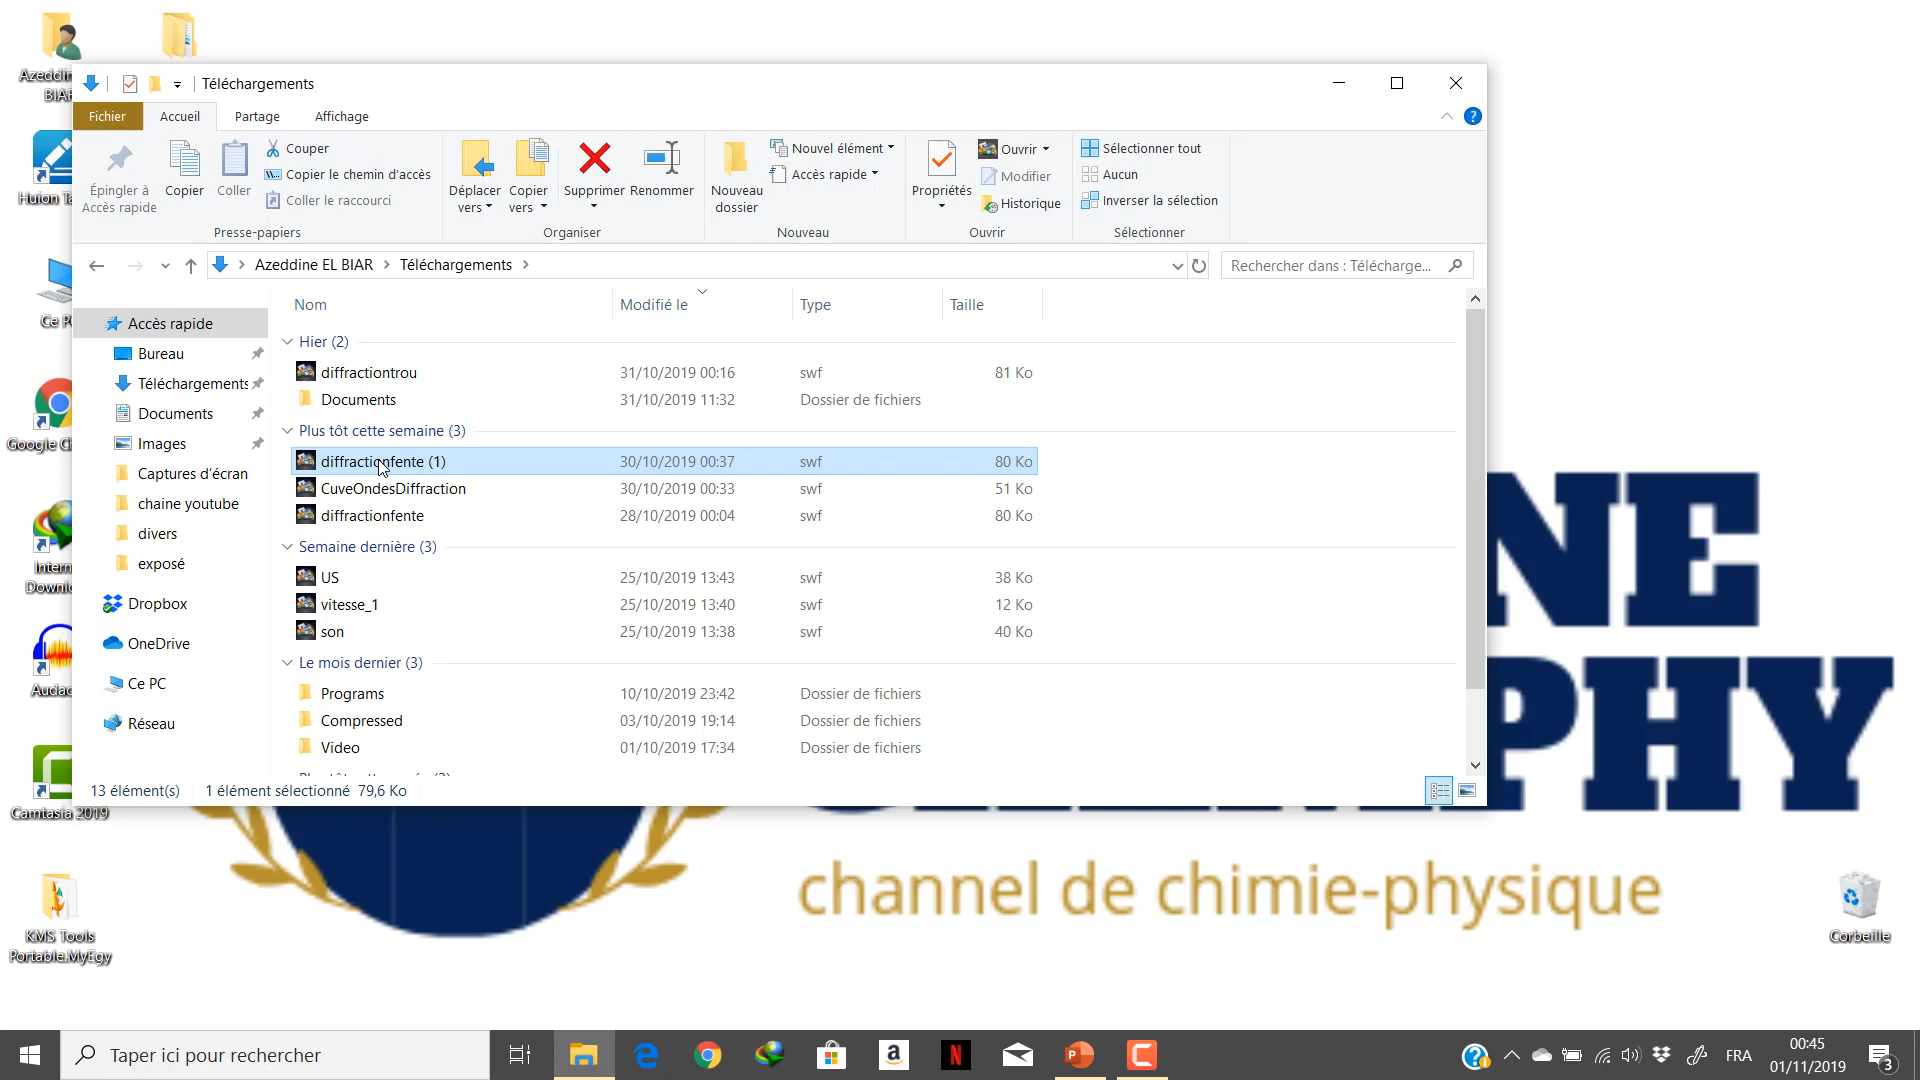 Téléchargements
Fichier Accueil Partage Affichage
Épingler à Accès rapide
Copier
Coller
Couper
Copier le chemin d'accès
Coller le raccourci
Déplacer vers
Copier vers
Supprimer
Renommer
Nouveau dossier
Nouvel élément
Accès rapide
Propriétés
Ouvrir
Modifier
Historique
Sélectionner tout
Aucun
Inverser la sélection
Presse-papiers Organiser Nouveau Ouvrir Sélectionner
Azeddine EL BIAR Téléchargements
Rechercher dans : Télécharge...
Nom Modifié le Type Taille
Accès rapide
Bureau
Téléchargements
Documents
Images
Captures d'écran
chaine youtube
divers
exposé
Dropbox
OneDrive
Ce PC
Réseau
Hier (2)
diffractiontrou 31/10/2019 00:16 swf 81 Ko
Documents 31/10/2019 11:32 Dossier de fichiers
Plus tôt cette semaine (3)
diffractionfente (1) 30/10/2019 00:37 swf 80 Ko
CuveOndesDiffraction 30/10/2019 00:33 swf 51 Ko
diffractionfente 28/10/2019 00:04 swf 80 Ko
Semaine dernière (3)
US 25/10/2019 13:43 swf 38 Ko
vitesse_1 25/10/2019 13:40 swf 12 Ko
son 25/10/2019 13:38 swf 40 Ko
Le mois dernier (3)
Programs 10/10/2019 23:42 Dossier de fichiers
Compressed 03/10/2019 19:14 Dossier de fichiers
Video 01/10/2019 17:34 Dossier de fichiers
13 élément(s) 1 élément sélectionné 79,6 Ko
Azeddin
BIAR
Huion Ta
Ce PC
Google C
Intern
Downlo
Audac
Camtasia 2019
KMS Tools
Portable.MyEgy
Corbeille
NE
PHY
channel de chimie-physique
Taper ici pour rechercher
FRA
00:45
01/11/2019
3